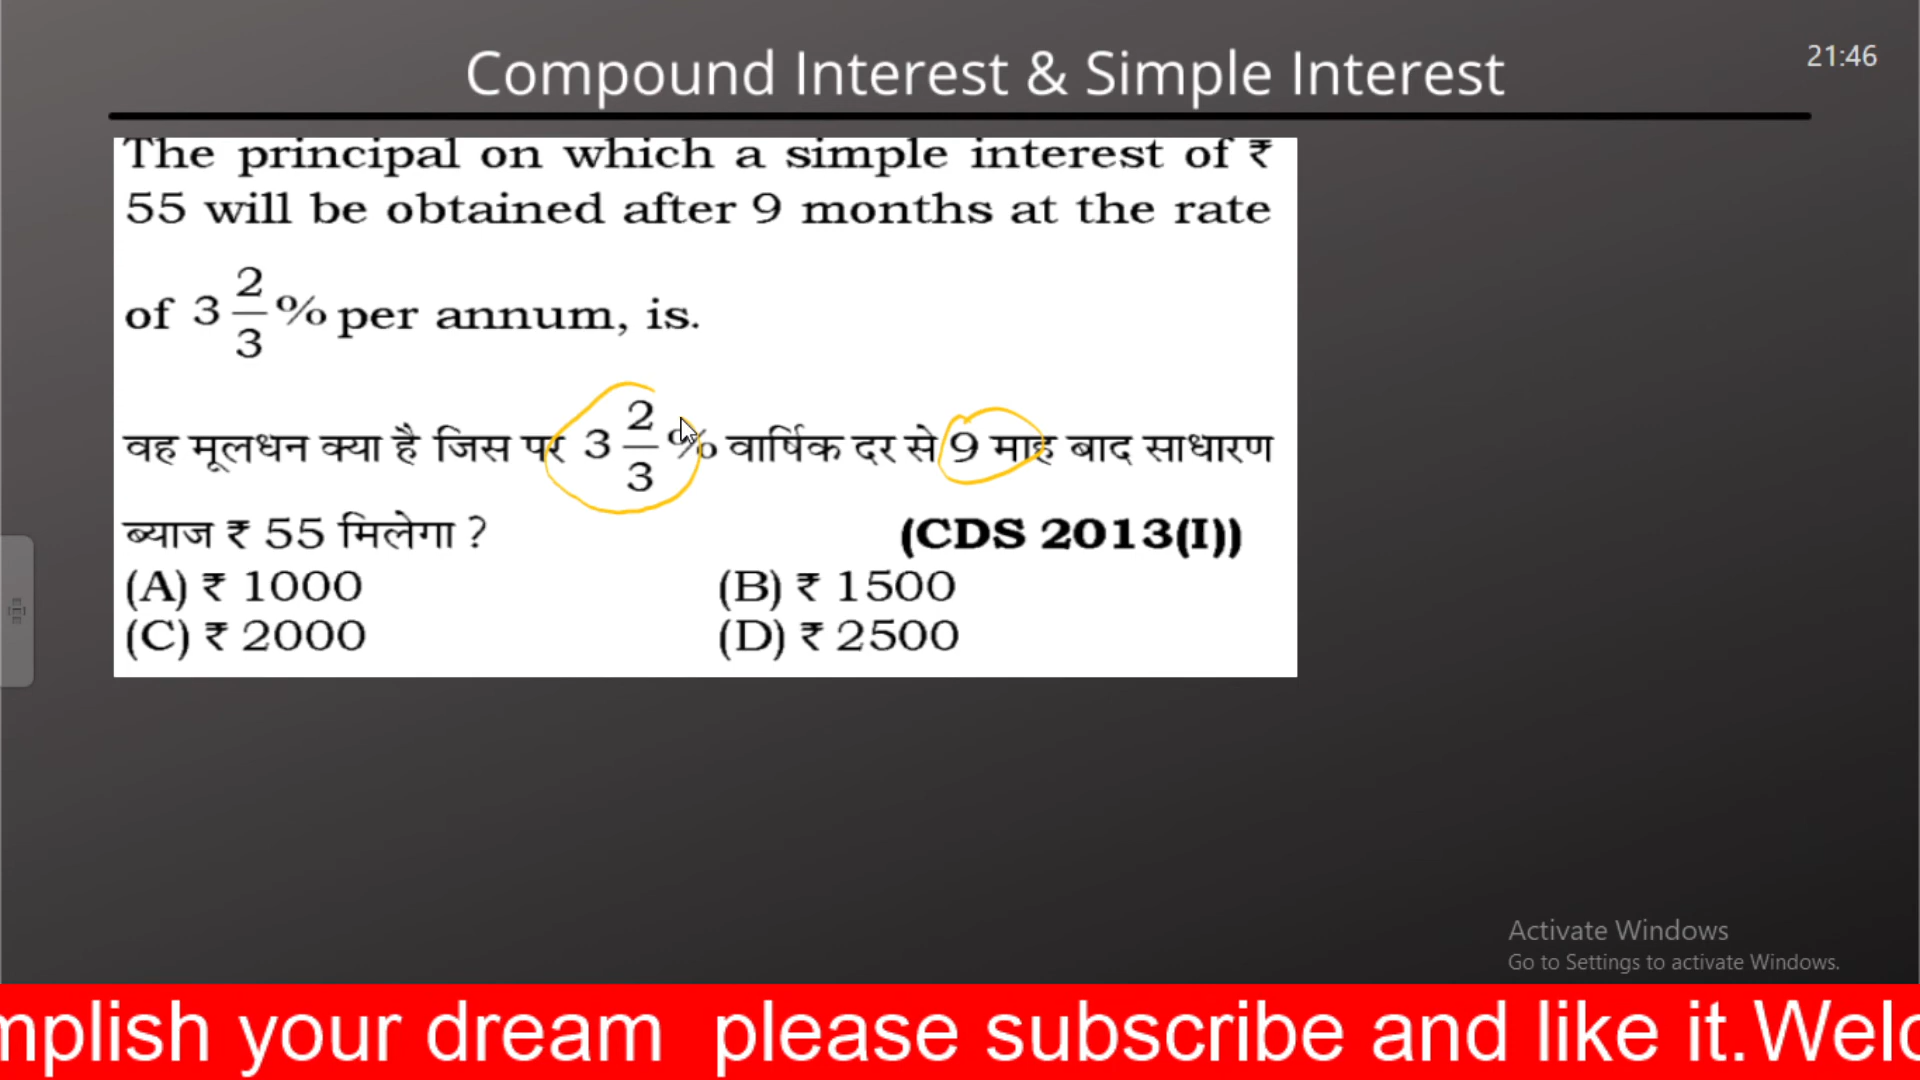 Compound Interest & Simple Interest
21:46
The principal on which a simple interest of ₹
55 will be obtained after 9 months at the rate
of 3 2/3 % per annum, is.
वह मूलधन क्या है जिस पर 3 2/3 % वार्षिक दर से 9 माह बाद साधारण
ब्याज ₹ 55 मिलेगा ? (CDS 2013(I))
(A) ₹ 1000 (B) ₹ 1500
(C) ₹ 2000 (D) ₹ 2500
Activate Windows
Go to Settings to activate Windows.
mplish your dream please subscribe and like it.Welc